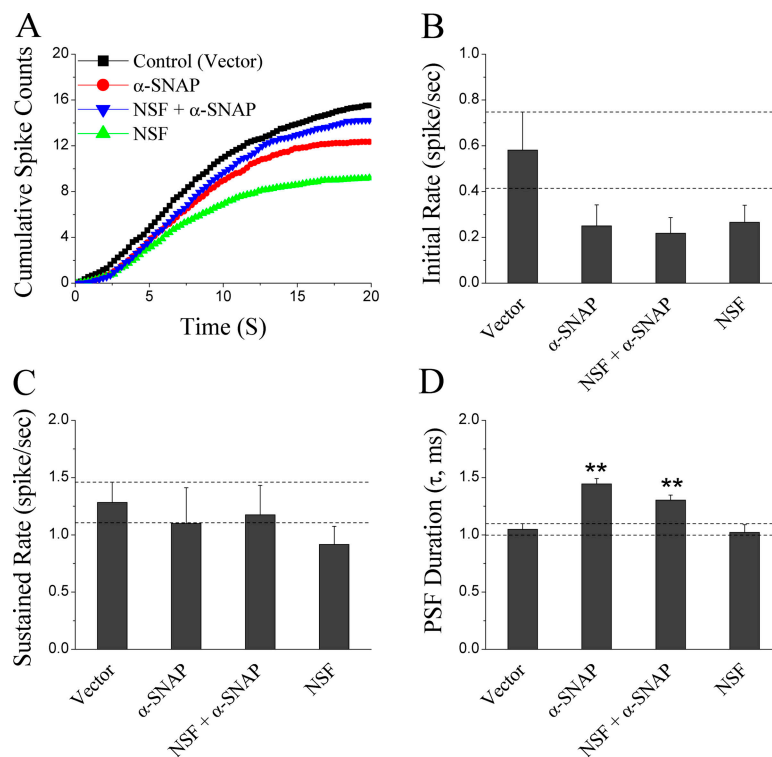 A
Control (Vector)
α-SNAP
NSF + α-SNAP
NSF
Cumulative Spike Counts
20
16
12
8
4
0
0
5
10
15
20
Time (S)
B
Initial Rate (spike/sec)
1.0
0.8
0.6
0.4
0.2
0.0
Vector
α-SNAP
NSF + α-SNAP
NSF
C
Sustained Rate (spike/sec)
2.0
1.5
1.0
0.5
0.0
Vector
α-SNAP
NSF + α-SNAP
NSF
D
PSF Duration (τ, ms)
2.0
1.5
1.0
0.5
0.0
**
**
Vector
α-SNAP
NSF + α-SNAP
NSF